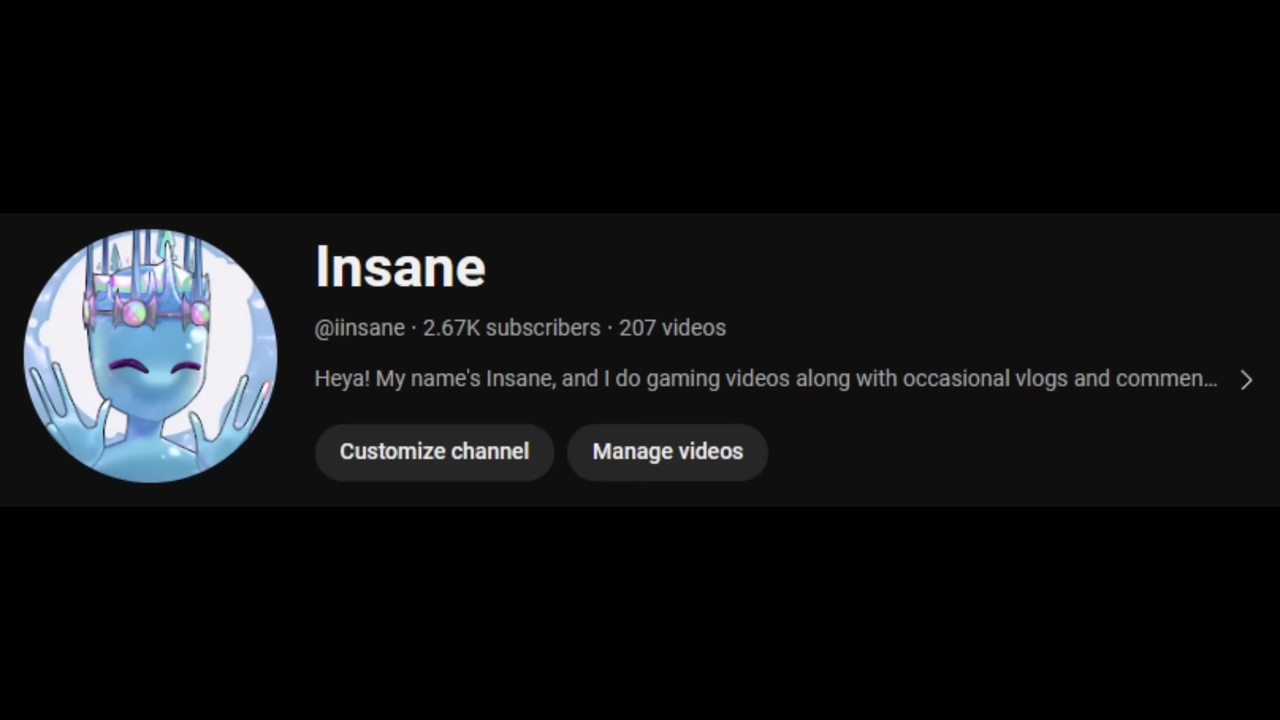 Insane
@iinsane · 2.67K subscribers · 207 videos
Heya! My name's Insane, and I do gaming videos along with occasional vlogs and commen...
Customize channel
Manage videos